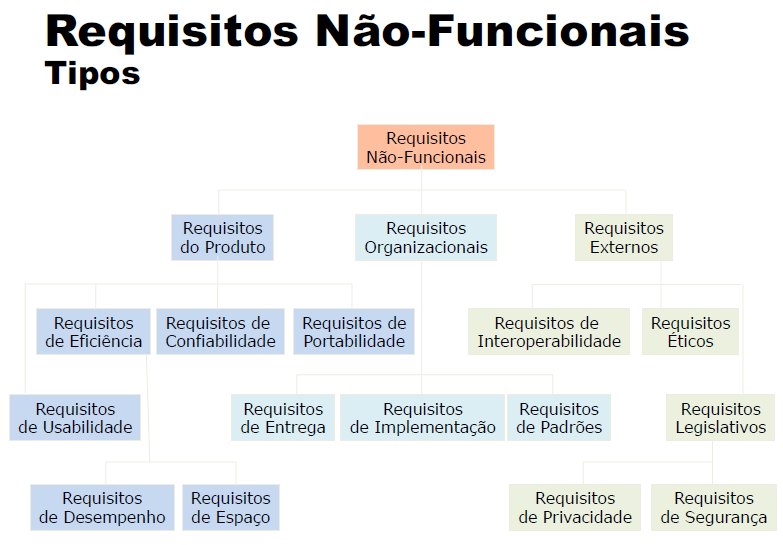 Requisitos Não-Funcionais
Tipos
Requisitos
Não-Funcionais
Requisitos
do Produto
Requisitos
Organizacionais
Requisitos
Externos
Requisitos
de Eficiência
Requisitos de
Confiabilidade
Requisitos de
Portabilidade
Requisitos de
Interoperabilidade
Requisitos
Éticos
Requisitos
de Usabilidade
Requisitos
de Entrega
Requisitos
de Implementação
Requisitos
de Padrões
Requisitos
Legislativos
Requisitos
de Desempenho
Requisitos
de Espaço
Requisitos
de Privacidade
Requisitos
de Segurança